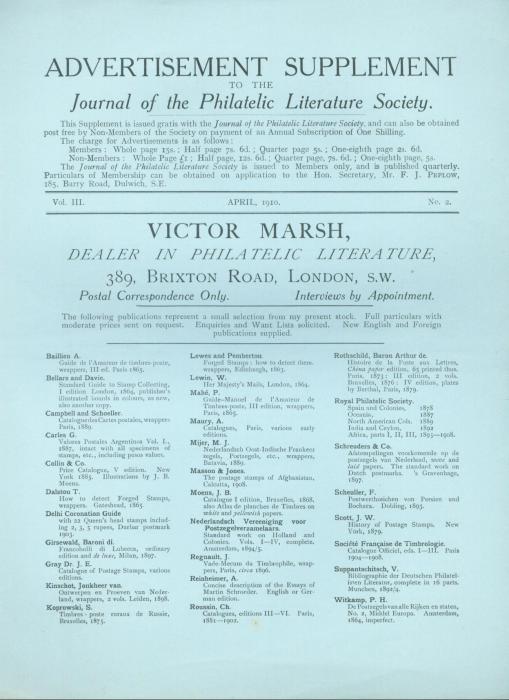 ADVERTISEMENT SUPPLEMENT
TO THE
Journal of the Philatelic Literature Society.
This Supplement is issued gratis with the Journal of the Philatelic Literature Society, and can also be obtained
post free by Non-Members of the Society on payment of an Annual Subscription of One Shilling.
The charge for Advertisements is as follows:
Members: Whole page 15s.; Half page 7s. 6d.; Quarter page 5s.; One-eighth page 2s. 6d.
Non-Members: Whole Page £1; Half page, 12s. 6d.; Quarter page, 7s. 6d.; One-eighth page, 5s.
The Journal of the Philatelic Literature Society is issued to Members only, and is published quarterly.
Particulars of Membership can be obtained on application to the Hon. Secretary, Mr. F. J. PEPLOW,
185, Barry Road, Dulwich, S.E.
Vol. III. APRIL, 1910. No. 2.
VICTOR MARSH,
DEALER IN PHILATELIC LITERATURE,
389, BRIXTON ROAD, LONDON, S.W.
Postal Correspondence Only. Interviews by Appointment.
The following publications represent a small selection from my present stock. Full particulars with
moderate prices sent on request. Enquiries and Want Lists solicited. New English and Foreign
publications supplied.
Baillieu A.
Guide de l'Amateur de timbres-poste,
wrappers, III ed. Paris, 1863.
Bellars and Davie.
Standard Guide to Stamp Collecting,
I edition London, 1864, publisher's
illustrated boards in colours, as new,
also another copy.
Campbell and Schoeller.
Catalogue des Cartes postales, wrappers
Paris, 1889.
Carles G.
Valores Postales Argentinos Vol. I.,
1887, intact with all specimens of
stamps, etc., including pesos values.
Collin & Co.
Price Catalogue, V edition. New
York 1865. Illustrations by J. B.
Moens.
Dalston T.
How to detect Forged Stamps,
wrappers. Gateshead, 1865.
Delhi Coronation Guide
with 22 Queen's head stamps includ-
ing 2, 3, 5 rupees, Durbar postmark
1903.
Girsewald, Baroni di.
Francobolli di Lubecca, ordinary
edition and de luxe, Milan, 1897.
Gray Dr. J. E.
Catalogue of Postage Stamps, various
editions.
Kinschot, Jonkheer van.
Ontwerpen en Proeven van Neder-
land, wrappers, 2 vols. Leiden, 1898.
Koprowski, S.
Timbres-poste ruraux de Russie,
Bruxelles, 1875.
Lewes and Pemberton
Forged Stamps: how to detect them.
wrappers, Edinburgh, 1863.
Lewin, W.
Her Majesty's Mails, London, 1864.
Mahé, P.
Guide-Manuel de l'Amateur de
Timbres-poste, III edition, wrappers,
Paris, 1865.
Maury, A.
Catalogues, Paris, various early
editions.
Mijer, M. J.
Nederlandsch Oost-Indische Frankeer
zegels, Postzegels, etc., wrappers,
Batavia, 1889.
Masson & Jones.
The postage stamps of Afghanistan,
Calcutta, 1908.
Moens, J. B.
Catalogue I edition, Bruxelles, 1868,
also Atlas de planches de Timbres on
white and yellowish papers.
Nederlandsch Vereeniging voor
Postzegelverzamelaars.
Standard work on Holland and
Colonies. Vols. I—IV, complete.
Amsterdam, 1894/5.
Regnault, J.
Vade-Mecum du Timbrophile, wrap-
pers, Paris, circa 1896.
Reinheimer, A.
Concise description of the Essays of
Martin Schroeder. English or Ger-
man edition.
Roussin, Ch.
Catalogues, editions III—VI. Paris,
1881—1902.
Rothschild, Baron Arthur de.
Histoire de la Poste aux Lettres,
China paper edition, 65 printed thus.
Paris, 1873: III edition, 2 vols.
Bruxelles, 1876: IV edition, plates
by Berthal, Paris, 1879.
Royal Philatelic Society.
Spain and Colonies, 1878
Oceania, 1887
North American Cols. 1889
India and Ceylon, 1892
Africa, parts I, II, III, 1895—1908.
Schreuders & Co.
Afstempelingen voorkomende op de
postzegels van Nederland, wove and
laid papers. The standard work on
Dutch postmarks. 's Gravenhage,
1897.
Scheuller, F.
Postwertszeichen von Persien und
Bochara. Dobling, 1893.
Scott, J. W.
History of Postage Stamps. New
York, 1879.
Société Française de Timbrologie.
Catalogue Officiel, eds. I—III. Paris
1904—1908.
Suppantschitsch, V.
Bibliographie der Deutschen Philatel-
ieren Literatur, complete in 16 parts.
Munchen, 1892/4.
Witkamp, P. H.
De Postzegels van alle Rijken en staten,
No. 2, Middel Europa. Amsterdam,
1864, imperfect.